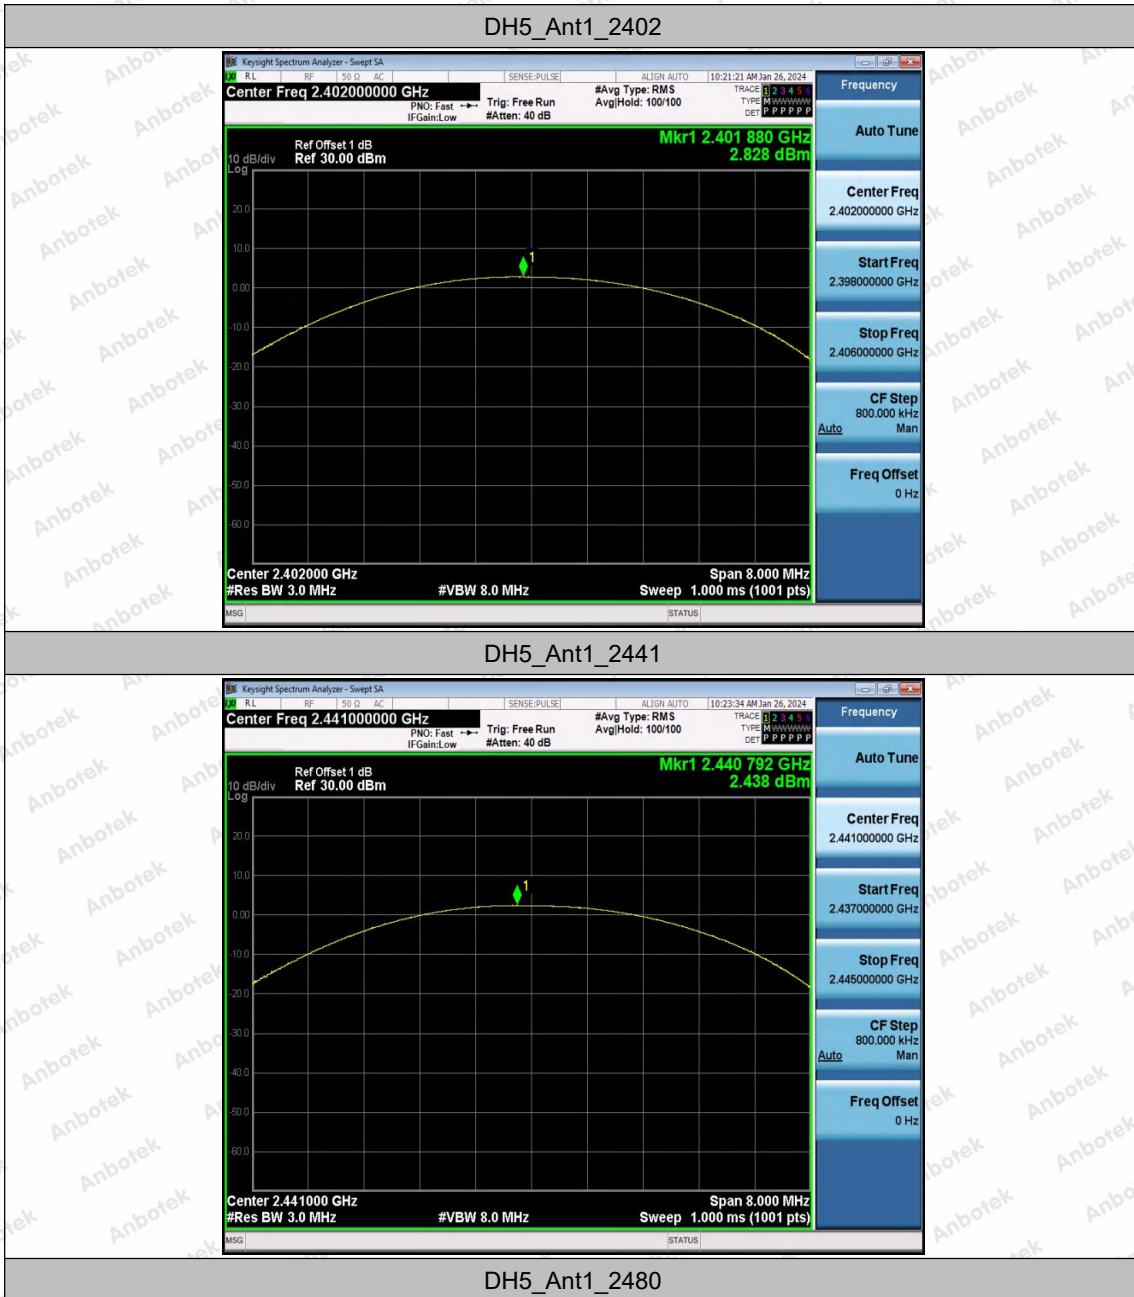 DH5_Ant1_2402
Keysight Spectrum Analyzer - Swept SA
LXI RL RF 50 Ω AC SENSE:PULSE ALIGN AUTO 10:21:21 AM Jan 26, 2024
Center Freq 2.402000000 GHz
PNO: Fast
IFGain:Low
Trig: Free Run
#Atten: 40 dB
#Avg Type: RMS
Avg|Hold: 100/100
TRACE 1 2 3 4 5 6
TYPE M WWWWW
DET P P P P P P
Mkr1 2.401 880 GHz
2.828 dBm
Ref Offset 1 dB
10 dB/div Ref 30.00 dBm
Log
20.0
10.0
1
0.00
-10.0
-20.0
-30.0
-40.0
-50.0
-60.0
Center 2.402000 GHz Span 8.000 MHz
#Res BW 3.0 MHz #VBW 8.0 MHz Sweep 1.000 ms (1001 pts)
MSG STATUS
Frequency
Auto Tune
Center Freq
2.402000000 GHz
Start Freq
2.398000000 GHz
Stop Freq
2.406000000 GHz
CF Step
800.000 kHz
Auto Man
Freq Offset
0 Hz
DH5_Ant1_2441
Keysight Spectrum Analyzer - Swept SA
LXI RL RF 50 Ω AC SENSE:PULSE ALIGN AUTO 10:23:34 AM Jan 26, 2024
Center Freq 2.441000000 GHz
PNO: Fast
IFGain:Low
Trig: Free Run
#Atten: 40 dB
#Avg Type: RMS
Avg|Hold: 100/100
TRACE 1 2 3 4 5 6
TYPE M WWWWW
DET P P P P P P
Mkr1 2.440 792 GHz
2.438 dBm
Ref Offset 1 dB
10 dB/div Ref 30.00 dBm
Log
20.0
10.0
1
0.00
-10.0
-20.0
-30.0
-40.0
-50.0
-60.0
Center 2.441000 GHz Span 8.000 MHz
#Res BW 3.0 MHz #VBW 8.0 MHz Sweep 1.000 ms (1001 pts)
MSG STATUS
Frequency
Auto Tune
Center Freq
2.441000000 GHz
Start Freq
2.437000000 GHz
Stop Freq
2.445000000 GHz
CF Step
800.000 kHz
Auto Man
Freq Offset
0 Hz
DH5_Ant1_2480
Anbotek